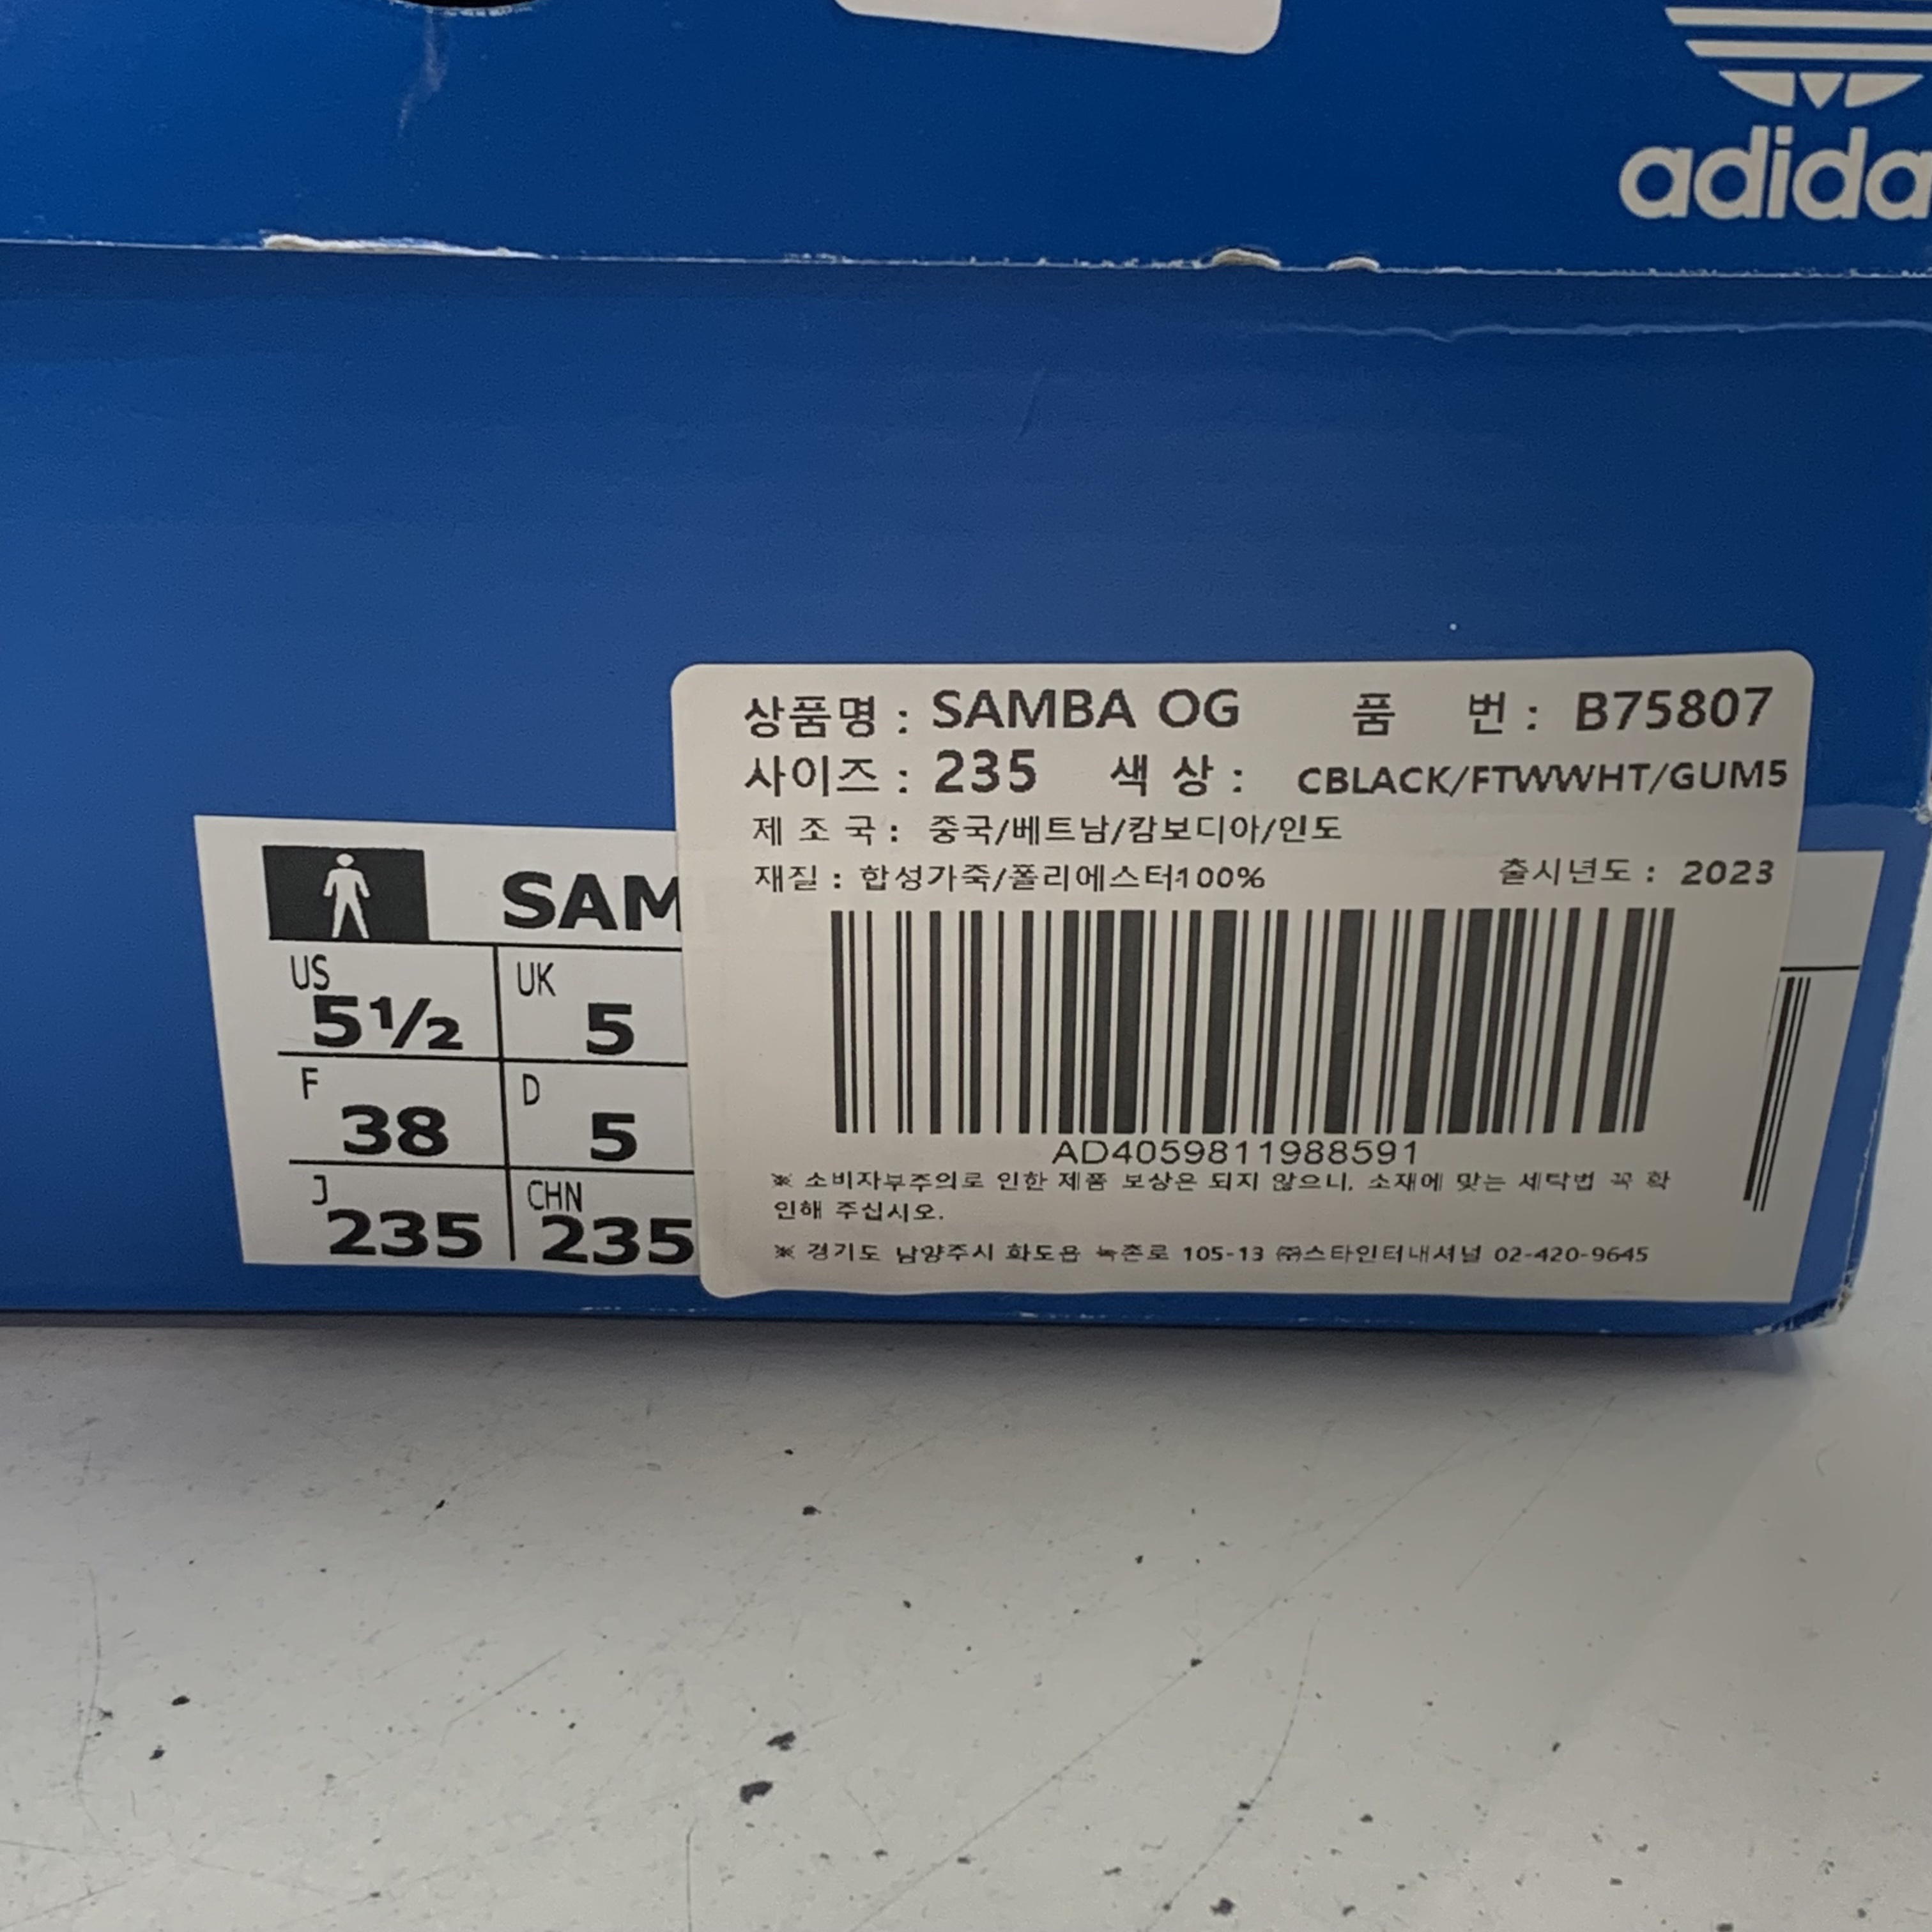 adida
상품명 : SAMBA OG 품 번 : B75807
사이즈 : 235 색 상 : CBLACK/FTWWHT/GUM5
제 조 국 : 중국/베트남/캄보디아/인도
재질 : 합성가죽/폴리에스터100% 출시년도 : 2023
AD4059811988591
※ 소비자부주의로 인한 제품 보상은 되지 않으니, 소재에 맞는 세탁법 꼭 확
인해 주십시오.
※ 경기도 남양주시 화도읍 녹촌로 105-13 ㈜스타인터내셔널 02-420-9645
SAM
US 5½ UK 5
F 38 D 5
J 235 CHN 235